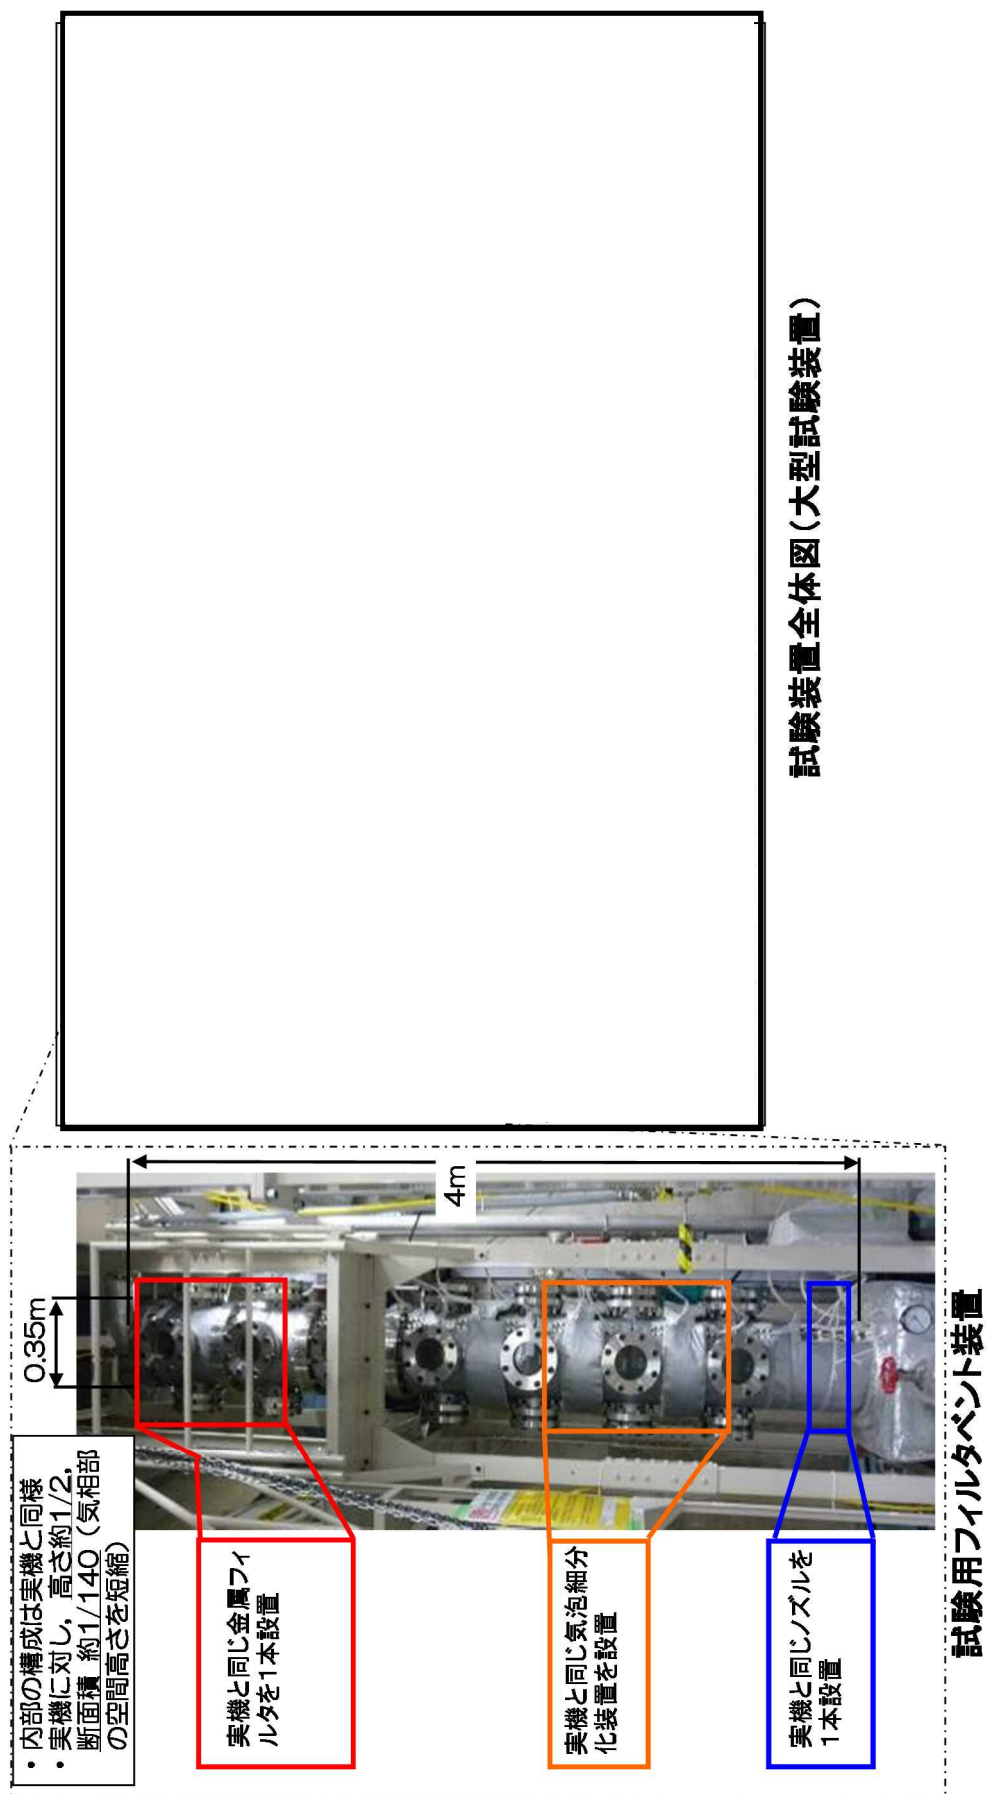 ・内部の構成は実機と同様
・実機に対し，高さ約1/2，
断面積 約1/140（気相部
の空間高さを短縮）
0.35m
4m
実機と同じ金属フィ
ルタを1本設置
実機と同じ気泡細分
化装置を設置
実機と同じノズルを
1本設置
試験用フィルタベント装置
試験装置全体図(大型試験装置)